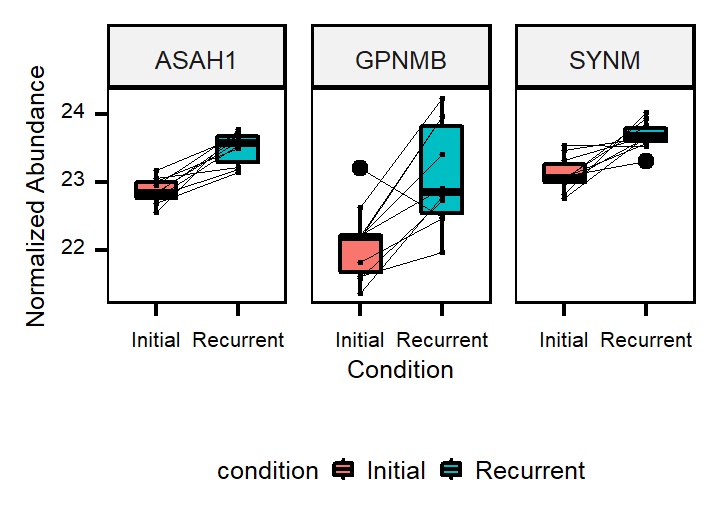 ASAH1 GPNMB SYNM
Normalized Abundance
24
23
22
Initial Recurrent Initial Recurrent Initial Recurrent
Condition
condition Initial Recurrent